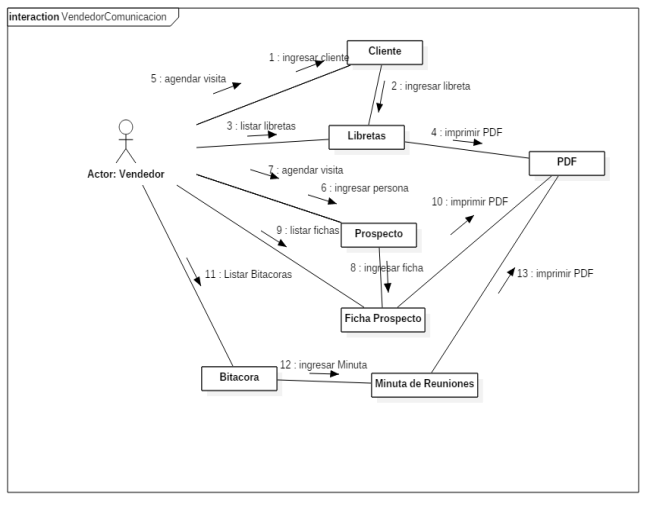 interaction VendedorComunicacion
Cliente
1 : ingresar cliente
5 : agendar visita
2 : ingresar libreta
3 : listar libretas
Libretas
4 : imprimir PDF
PDF
Actor: Vendedor
7 : agendar visita
6 : ingresar persona
10 : imprimir PDF
9 : listar fichas
Prospecto
8 : ingresar ficha
11 : Listar Bitacoras
13 : imprimir PDF
Ficha Prospecto
12 : ingresar Minuta
Bitacora
Minuta de Reuniones